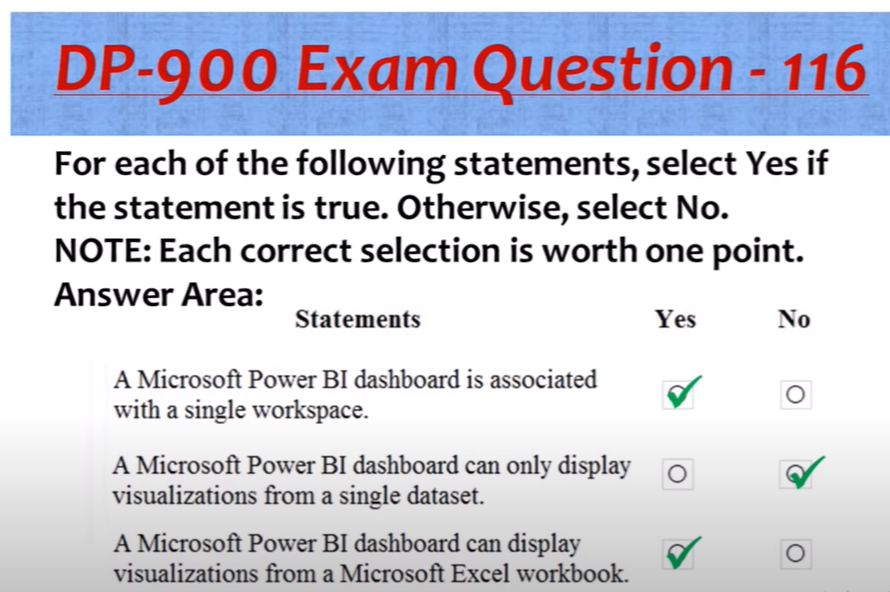 DP-900 Exam Question - 116
For each of the following statements, select Yes if
the statement is true. Otherwise, select No.
NOTE: Each correct selection is worth one point.
Answer Area:
Statements Yes No
A Microsoft Power BI dashboard is associated
with a single workspace.
A Microsoft Power BI dashboard can only display
visualizations from a single dataset.
A Microsoft Power BI dashboard can display
visualizations from a Microsoft Excel workbook.